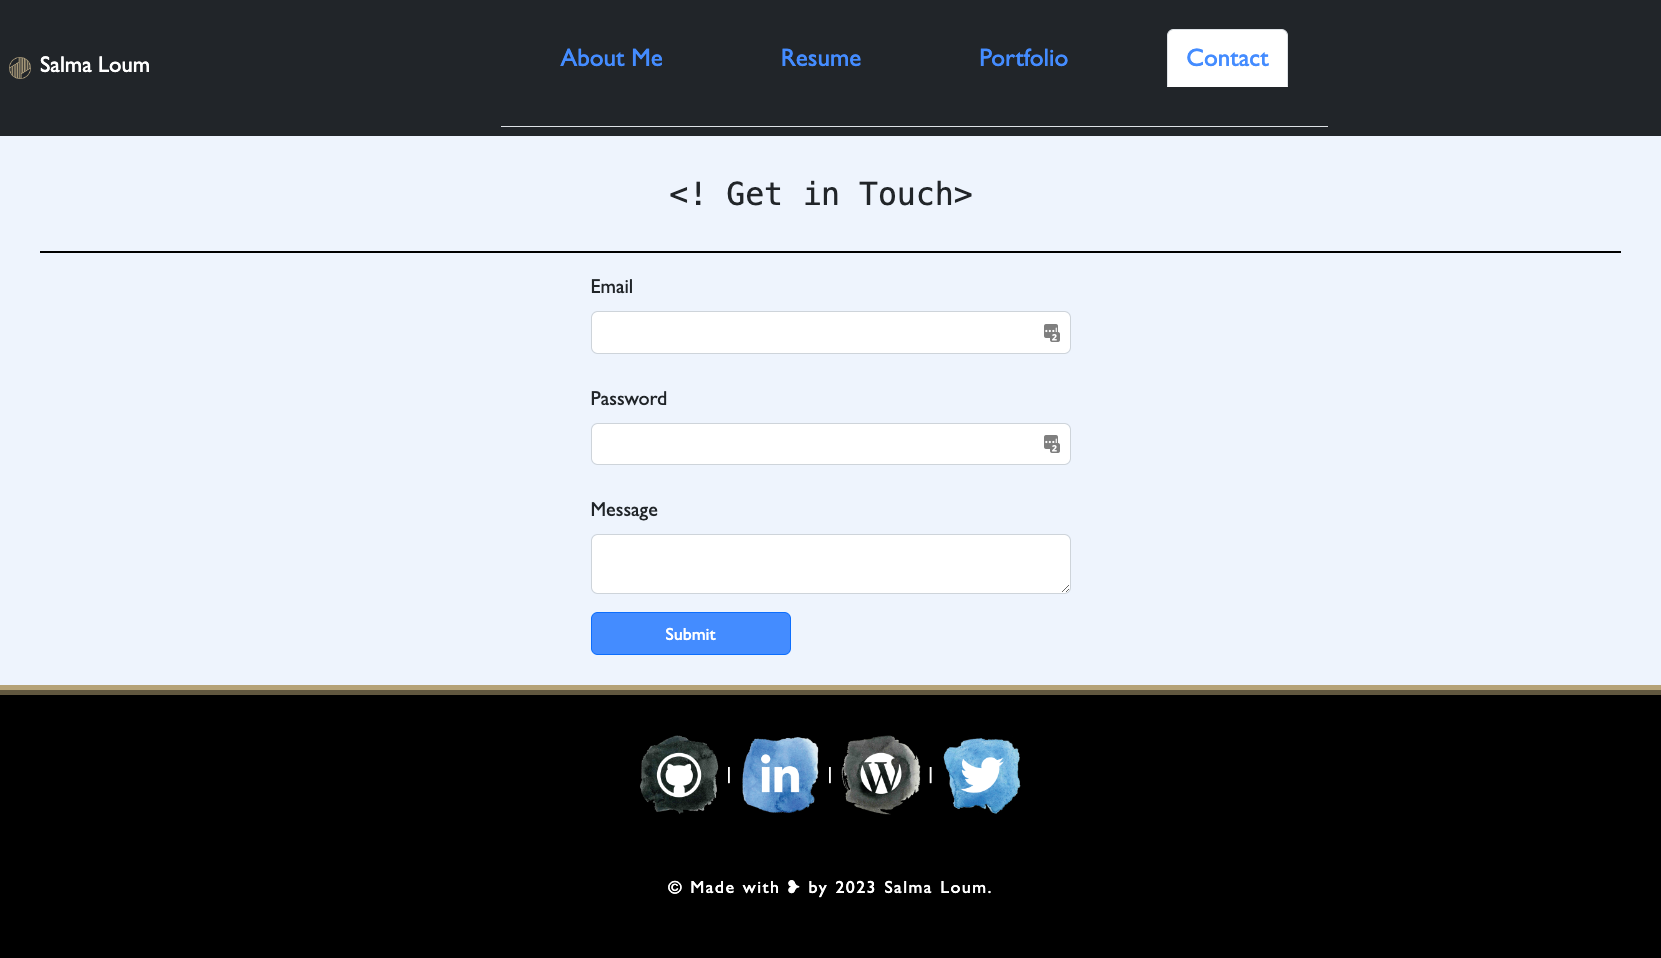 Salma Loum
About Me
Resume
Portfolio
Contact
<! Get in Touch>
Email
Password
Message
Submit
in
| | |
© Made with ❥ by 2023 Salma Loum.